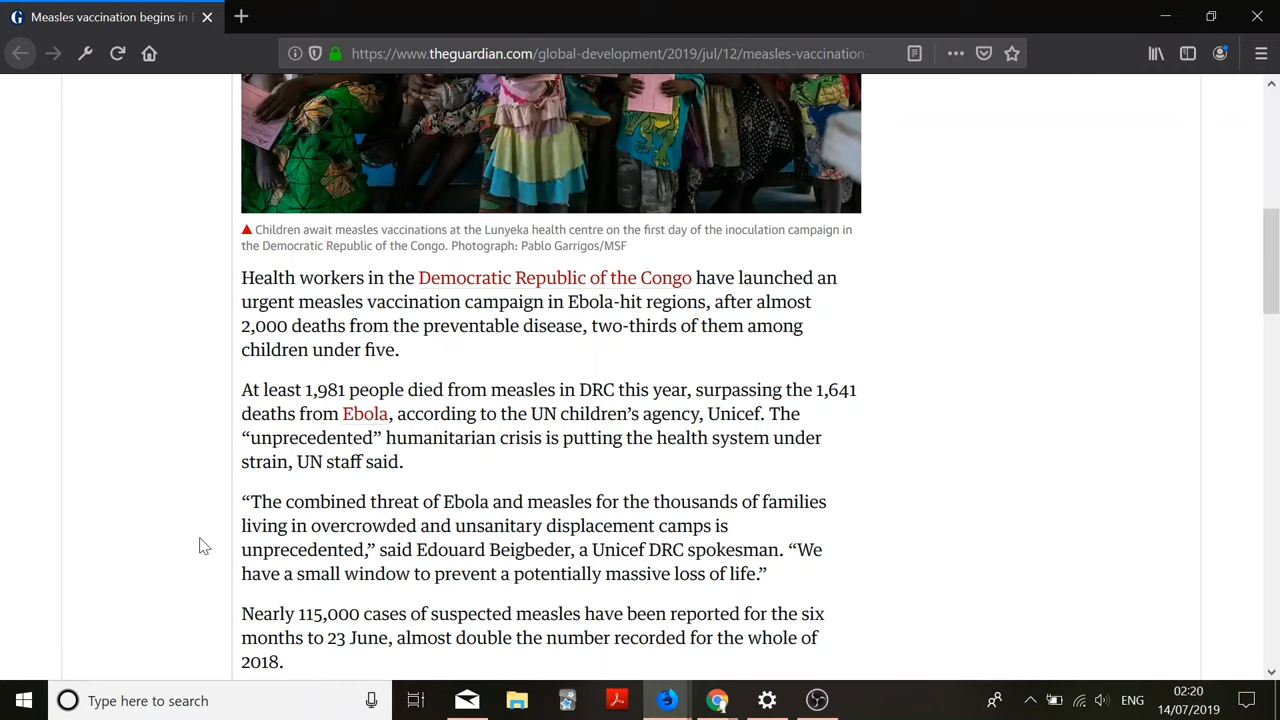 Measles vaccination begins in
https://www.theguardian.com/global-development/2019/jul/12/measles-vaccination-
Children await measles vaccinations at the Lunyeka health centre on the first day of the inoculation campaign in
the Democratic Republic of the Congo. Photograph: Pablo Garrigos/MSF
Health workers in the Democratic Republic of the Congo have launched an
urgent measles vaccination campaign in Ebola-hit regions, after almost
2,000 deaths from the preventable disease, two-thirds of them among
children under five.
At least 1,981 people died from measles in DRC this year, surpassing the 1,641
deaths from Ebola, according to the UN children’s agency, Unicef. The
“unprecedented” humanitarian crisis is putting the health system under
strain, UN staff said.
“The combined threat of Ebola and measles for the thousands of families
living in overcrowded and unsanitary displacement camps is
unprecedented,” said Edouard Beigbeder, a Unicef DRC spokesman. “We
have a small window to prevent a potentially massive loss of life.”
Nearly 115,000 cases of suspected measles have been reported for the six
months to 23 June, almost double the number recorded for the whole of
2018.
Type here to search
ENG
02:20
14/07/2019